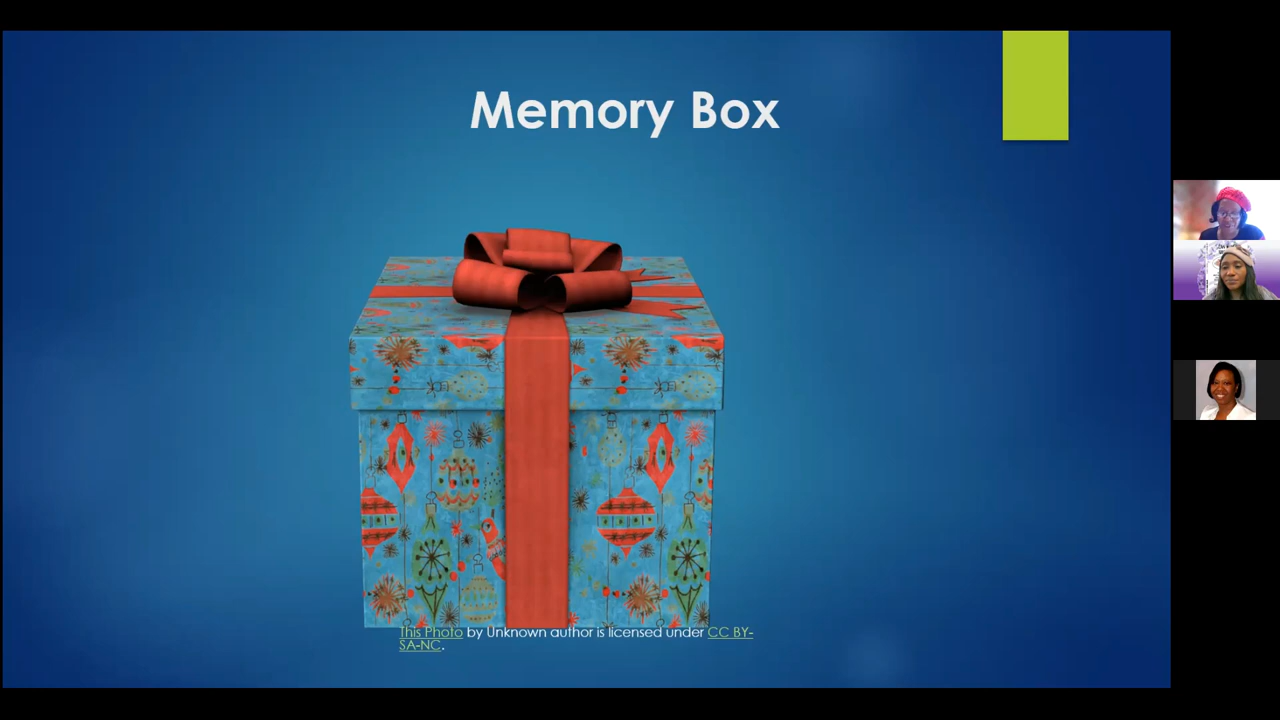 Memory Box
This Photo by Unknown author is licensed under CC BY-
SA-NC.